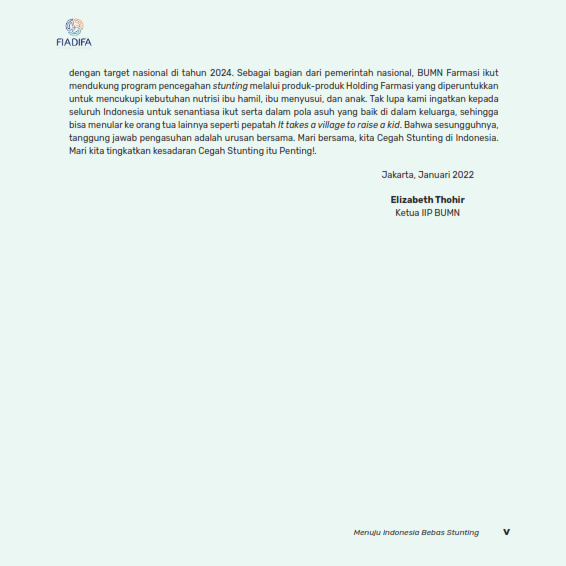 FIADIFA
dengan target nasional di tahun 2024. Sebagai bagian dari pemerintah nasional, BUMN Farmasi ikut
mendukung program pencegahan stunting melalui produk-produk Holding Farmasi yang diperuntukkan
untuk mencukupi kebutuhan nutrisi ibu hamil, ibu menyusui, dan anak. Tak lupa kami ingatkan kepada
seluruh Indonesia untuk senantiasa ikut serta dalam pola asuh yang baik di dalam keluarga, sehingga
bisa menular ke orang tua lainnya seperti pepatah It takes a village to raise a kid. Bahwa sesungguhnya,
tanggung jawab pengasuhan adalah urusan bersama. Mari bersama, kita Cegah Stunting di Indonesia.
Mari kita tingkatkan kesadaran Cegah Stunting itu Penting!.
Jakarta, Januari 2022
Elizabeth Thohir
Ketua IIP BUMN
Menuju Indonesia Bebas Stunting v